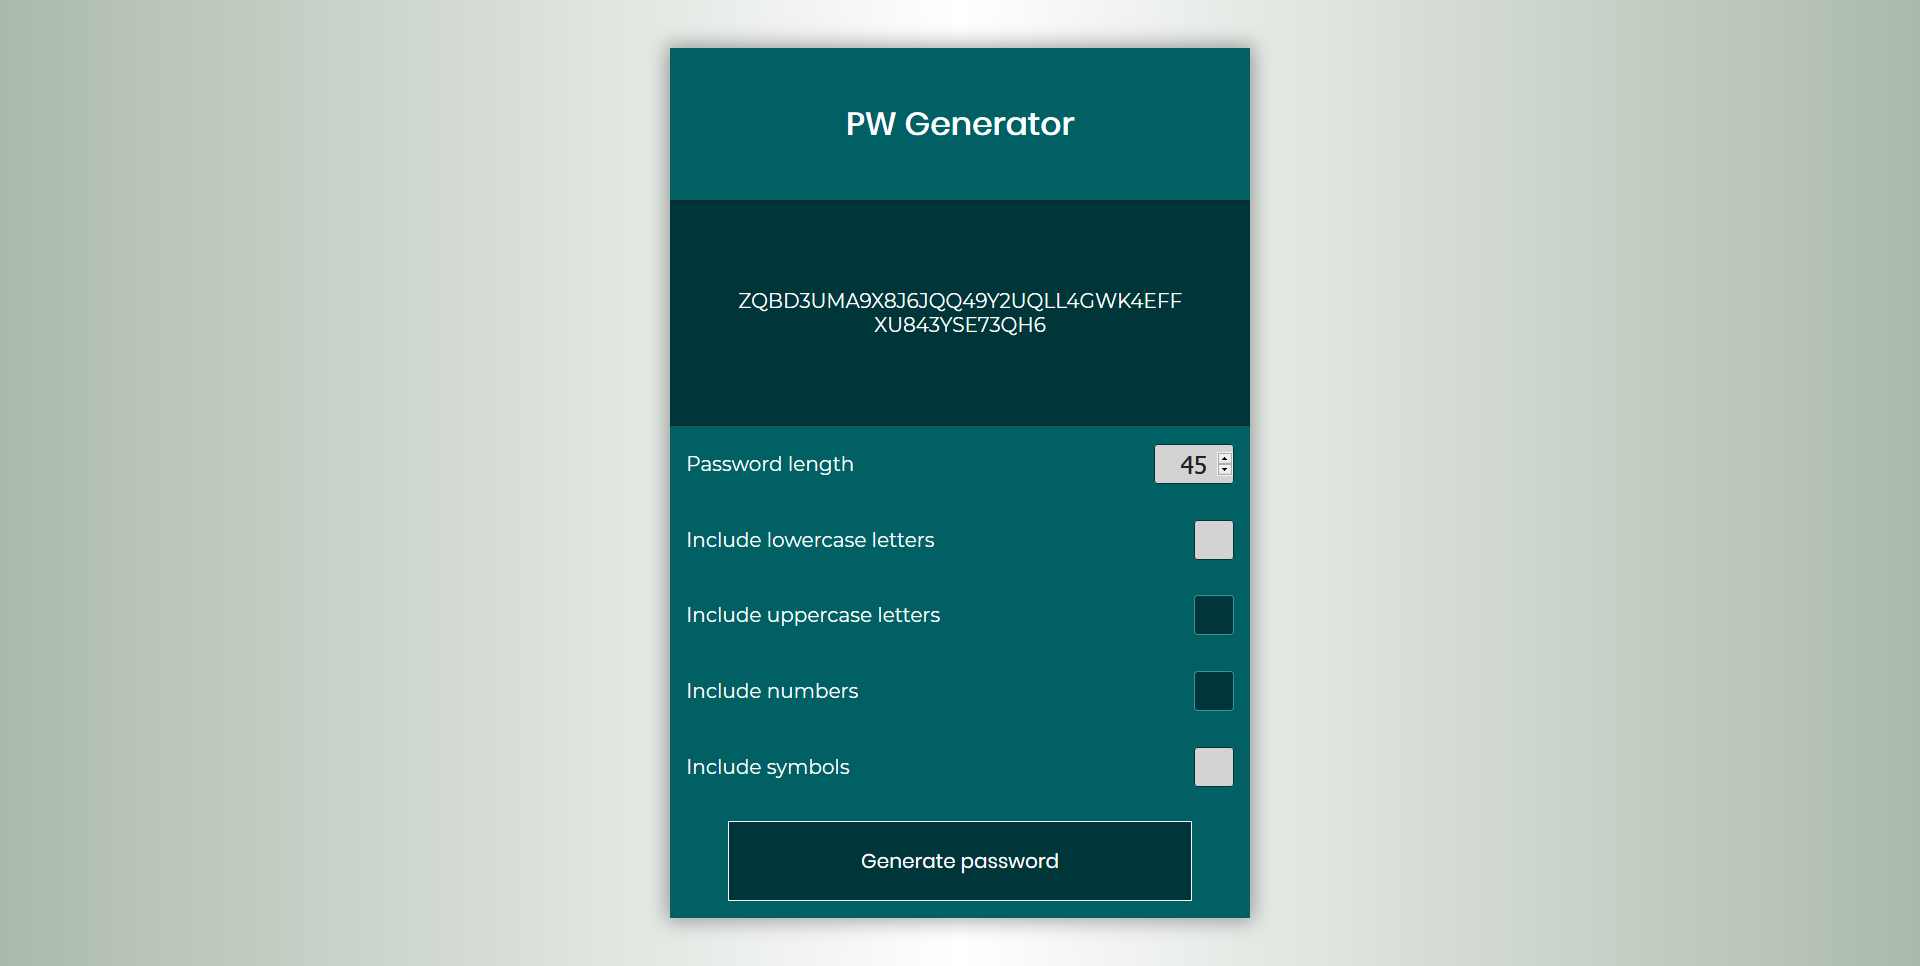 PW Generator
ZQBD3UMA9X8J6JQQ49Y2UQLL4GWK4EFF
XU843YSE73QH6
Password length
45
Include lowercase letters
Include uppercase letters
Include numbers
Include symbols
Generate password